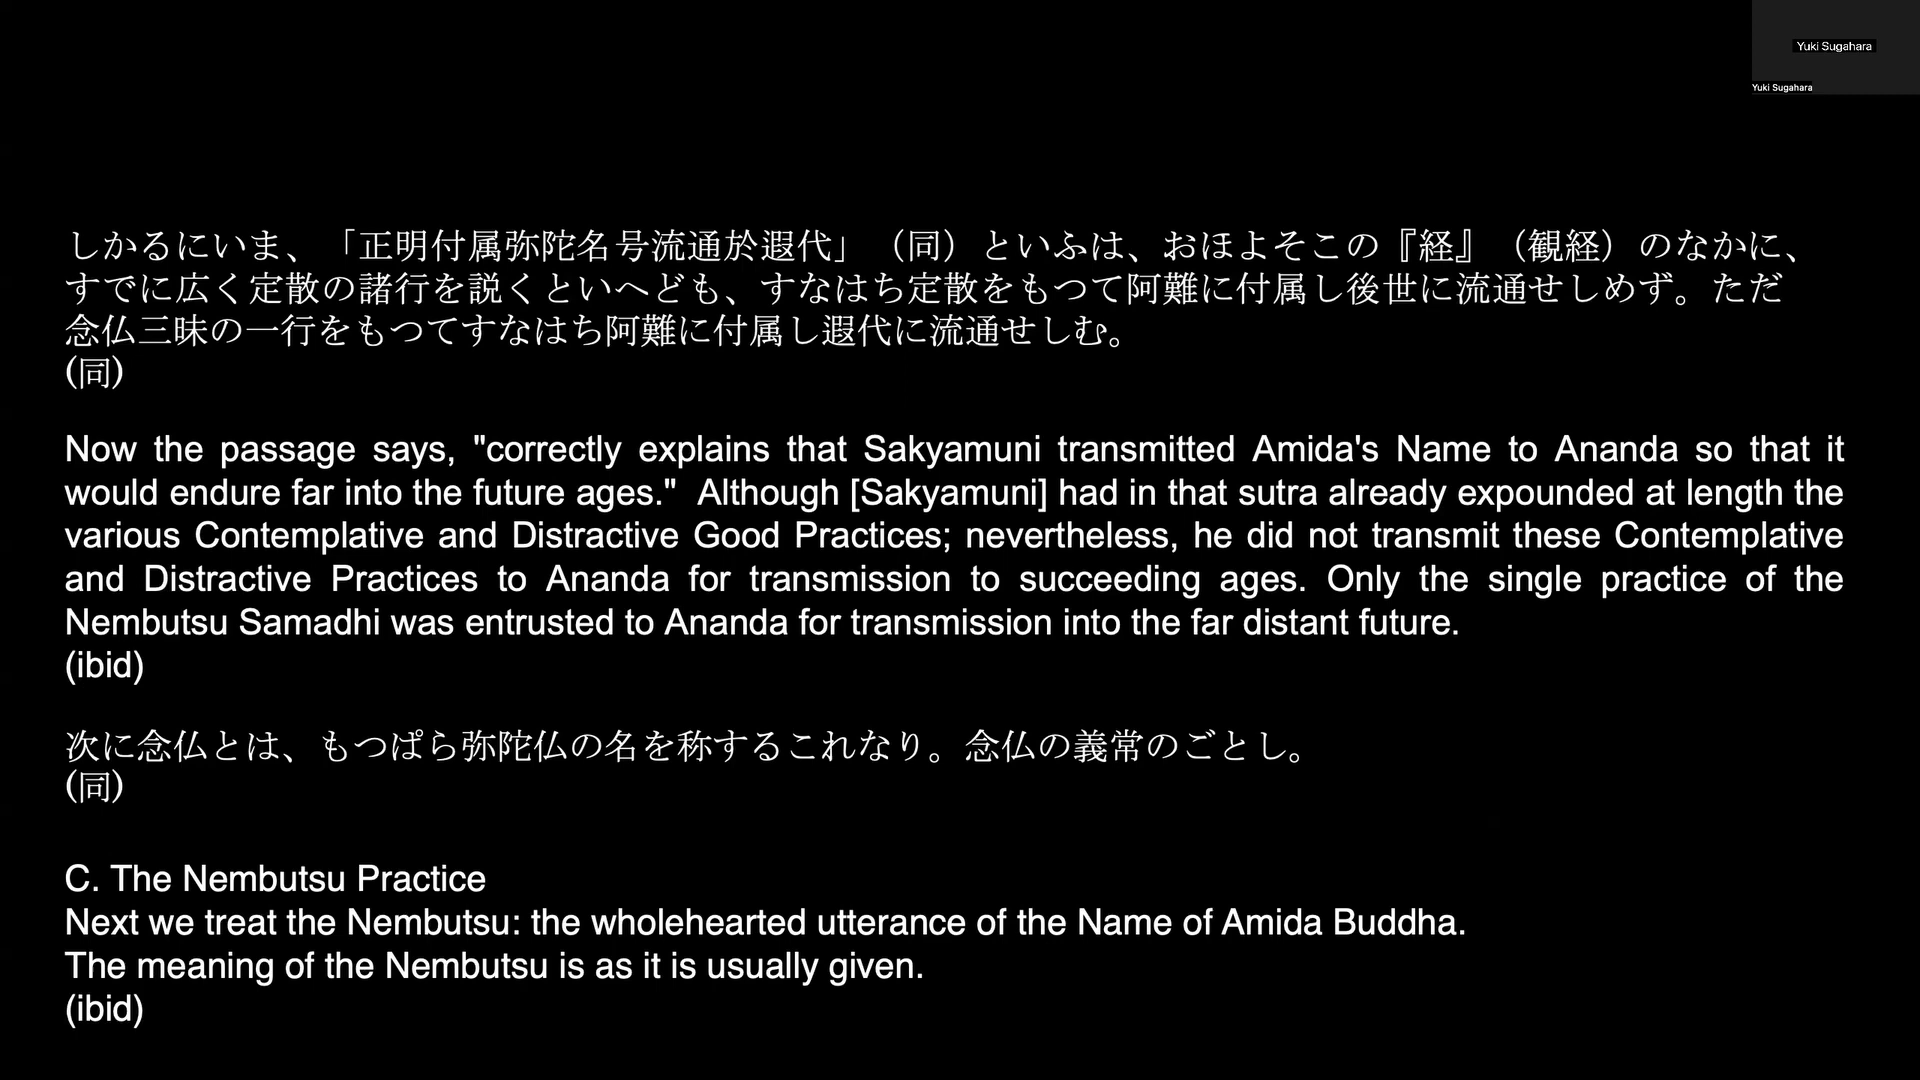 Yuki Sugahara
Yuki Sugahara
しかるにいま、「正明付属弥陀名号流通於遐代」（同）といふは、おほよそこの『経』（観経）のなかに、
すでに広く定散の諸行を説くといへども、すなはち定散をもつて阿難に付属し後世に流通せしめず。ただ
念仏三昧の一行をもつてすなはち阿難に付属し遐代に流通せしむ。
(同)
Now the passage says, "correctly explains that Sakyamuni transmitted Amida's Name to Ananda so that it
would endure far into the future ages."  Although [Sakyamuni] had in that sutra already expounded at length the
various Contemplative and Distractive Good Practices; nevertheless, he did not transmit these Contemplative
and Distractive Practices to Ananda for transmission to succeeding ages. Only the single practice of the
Nembutsu Samadhi was entrusted to Ananda for transmission into the far distant future.
(ibid)
次に念仏とは、もつぱら弥陀仏の名を称するこれなり。念仏の義常のごとし。
(同)
C. The Nembutsu Practice
Next we treat the Nembutsu: the wholehearted utterance of the Name of Amida Buddha.
The meaning of the Nembutsu is as it is usually given.
(ibid)